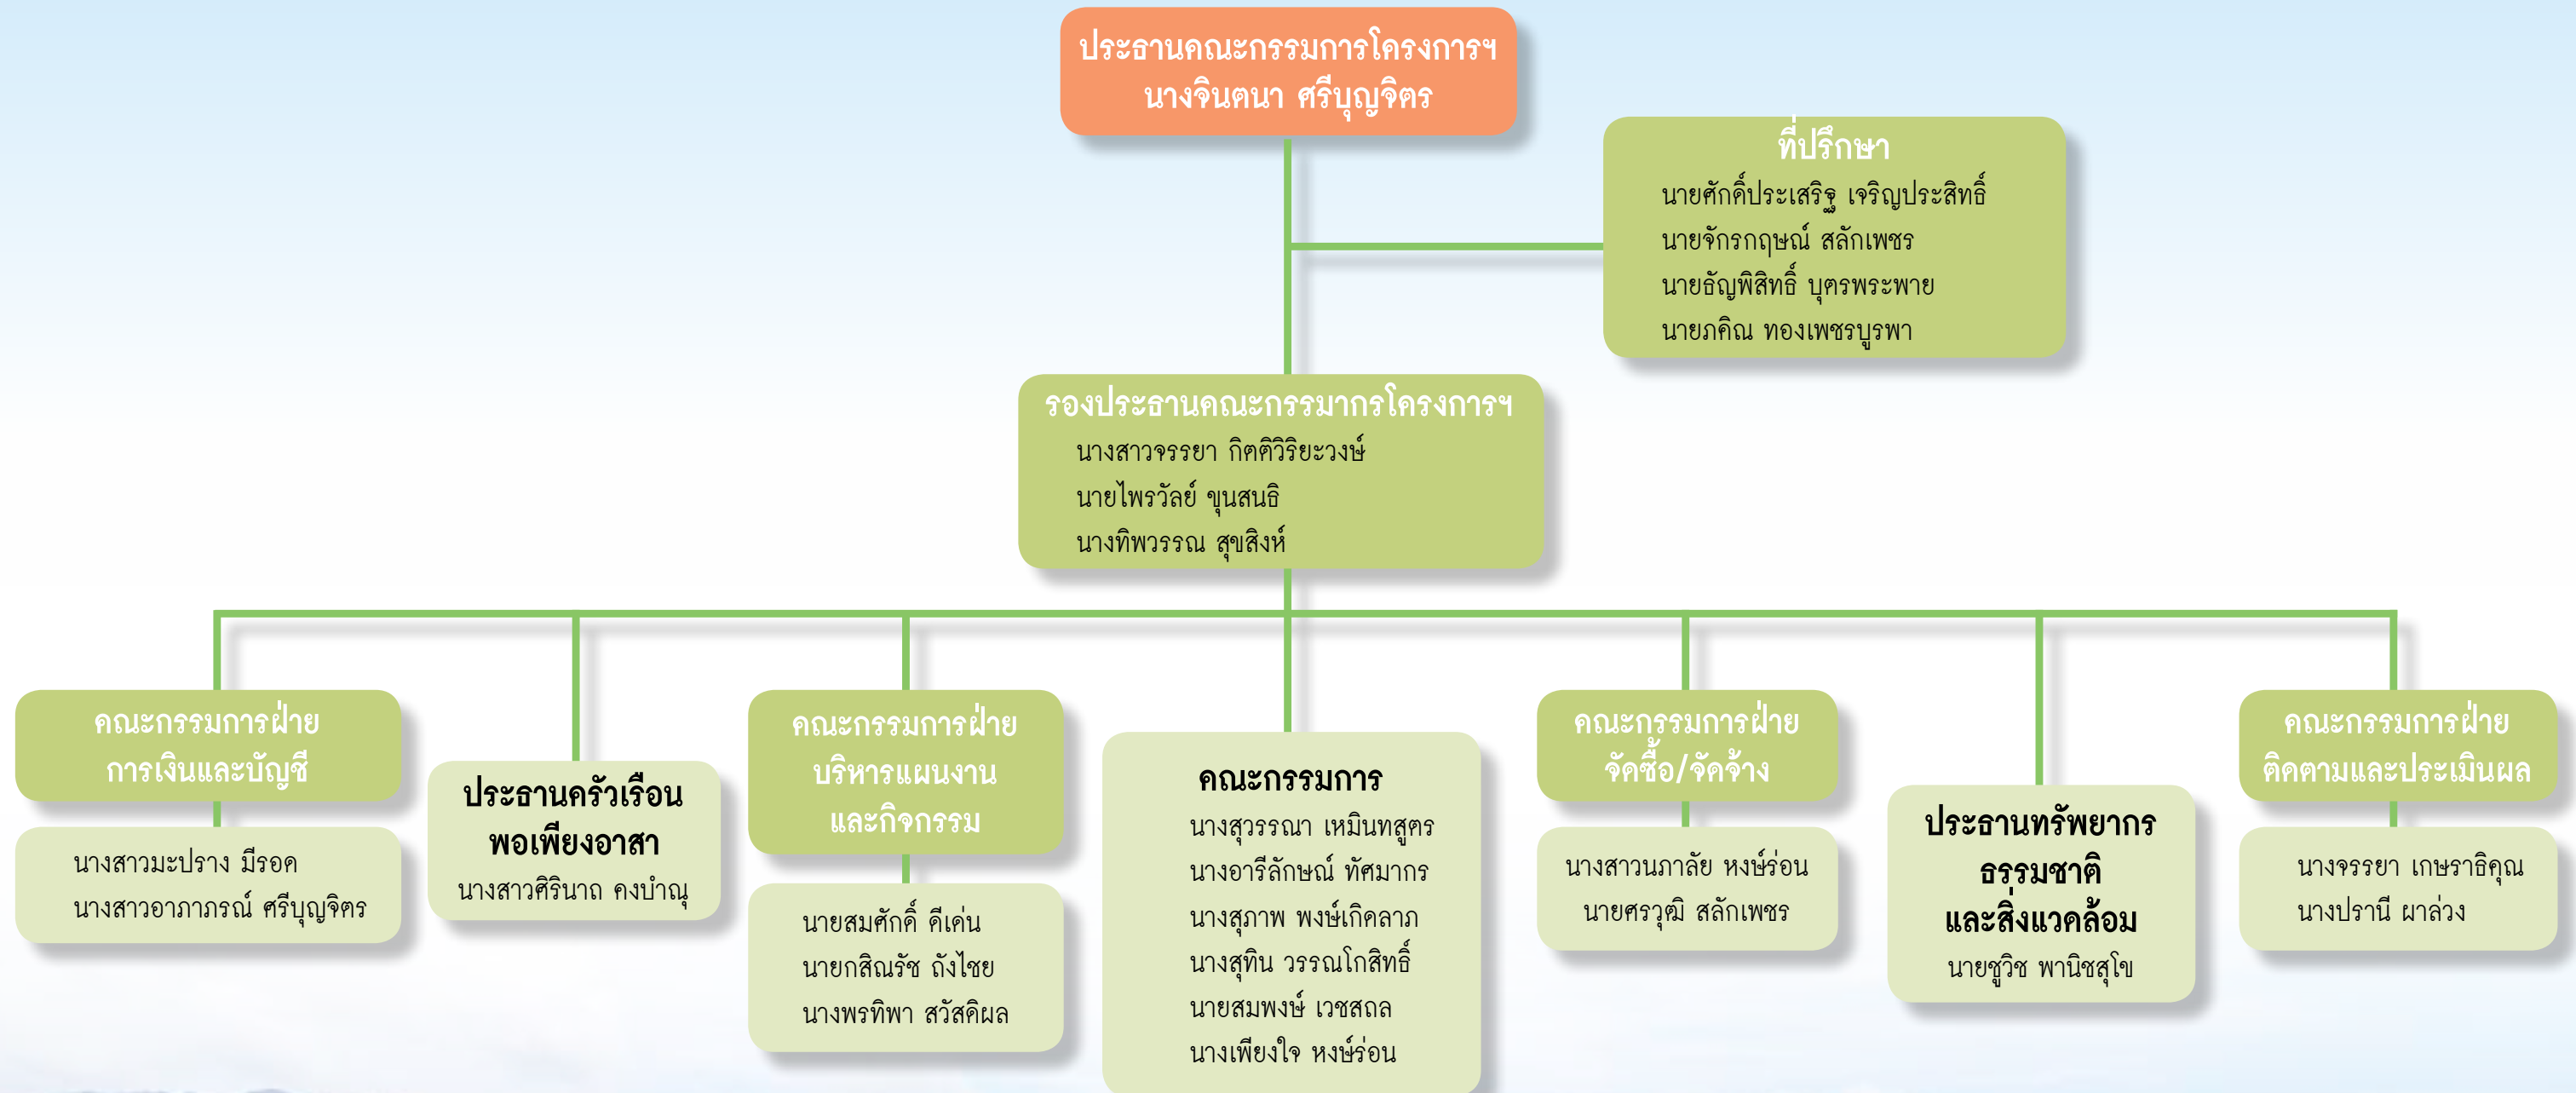 ประธานคณะกรรมการโครงการฯ
นางจินตนา ศรีบุญจิตร
ที่ปรึกษา
นายศักดิ์ประเสริฐ เจริญประสิทธิ์
นายจักรกฤษณ์ สลักเพชร
นายธัญพิสิทธิ์ บุตรพระพาย
นายภคิณ ทองเพชรบูรพา
รองประธานคณะกรรมากรโครงการฯ
นางสาวจรรยา กิตติวิริยะวงษ์
นายไพรวัลย์ ขุนสนธิ
นางทิพวรรณ สุขสิงห์
คณะกรรมการฝ่าย
การเงินและบัญชี
นางสาวมะปราง มีรอด
นางสาวอาภาภรณ์ ศรีบุญจิตร
ประธานครัวเรือน
พอเพียงอาสา
นางสาวศิรินาถ คงบำณุ
คณะกรรมการฝ่าย
บริหารแผนงาน
และกิจกรรม
นายสมศักดิ์ ดีเด่น
นายกสิณรัช ถังไชย
นางพรทิพา สวัสดิผล
คณะกรรมการ
นางสุวรรณา เหมินทสูตร
นางอารีลักษณ์ ทัศมากร
นางสุภาพ พงษ์เกิดลาภ
นางสุทิน วรรณโกสิทธิ์
นายสมพงษ์ เวชสถล
นางเพียงใจ หงษ์ร่อน
คณะกรรมการฝ่าย
จัดซื้อ/จัดจ้าง
นางสาวนภาลัย หงษ์ร่อน
นายศรวุฒิ สลักเพชร
ประธานทรัพยากร
ธรรมชาติ
และสิ่งแวดล้อม
นายชูวิช พานิชสุโข
คณะกรรมการฝ่าย
ติดตามและประเมินผล
นางจรรยา เกษราธิคุณ
นางปรานี ผาล่วง